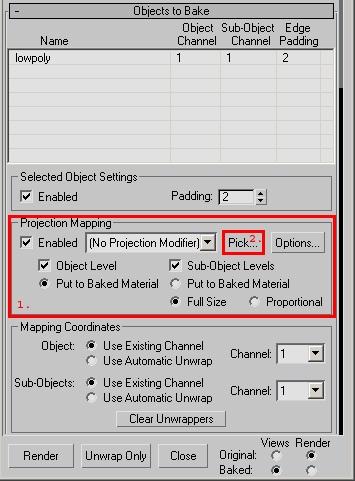 - Objects to Bake
Object Sub-Object Edge
Name Channel Channel Padding
lowpoly 1 1 2
Selected Object Settings
Enabled Padding: 2
Projection Mapping
Enabled (No Projection Modifier) Pick... 2. Options...
Object Level Sub-Object Levels
Put to Baked Material Put to Baked Material
1. Full Size Proportional
Mapping Coordinates
Object: Use Existing Channel
Use Automatic Unwrap Channel: 1
Sub-Objects: Use Existing Channel
Use Automatic Unwrap Channel: 1
Clear Unwrappers
Views Render
Render Unwrap Only Close Original:
Baked: